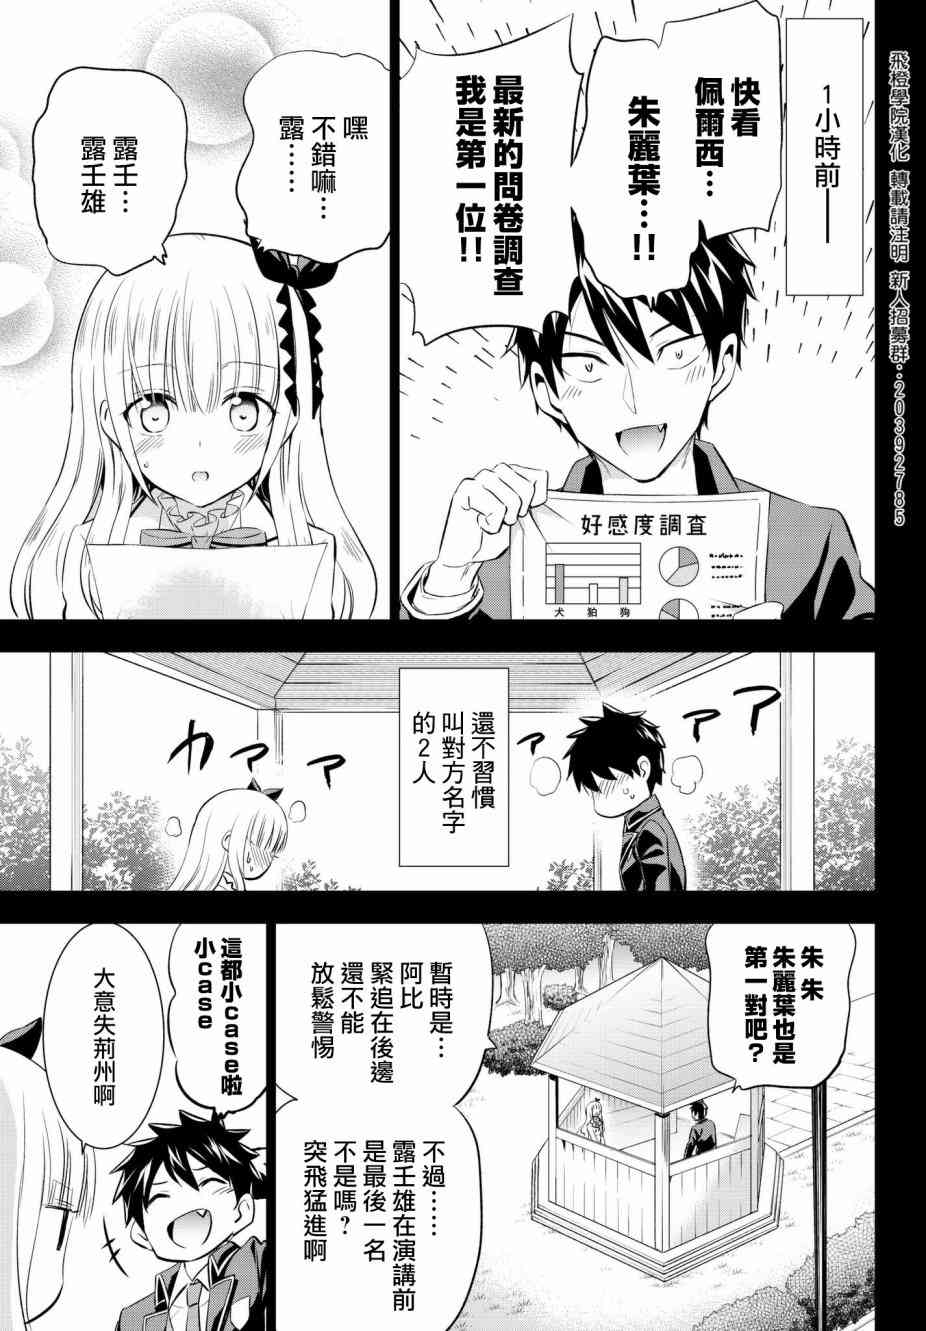 1小時前——
快看
佩爾西…
朱麗葉…!!
最新的問卷調查
我是第一位!!
好感度調查
犬 狛 狗
嘿
不錯嘛…
露……
露壬…
露壬雄
ァ
ァ
還不習慣
叫對方名字
的2人
ァ
ァ
カ
朱 朱
朱麗葉也是
第一對吧?
暫時是…
阿比
緊追在後邊
還不能
放鬆警惕
不過……
露壬雄在演講前
是最後一名
不是嗎?
突飛猛進啊
這都小case啦
小case
大意失荊州啊
飛橙學院漢化 轉載請注明 新人招募群:203927785